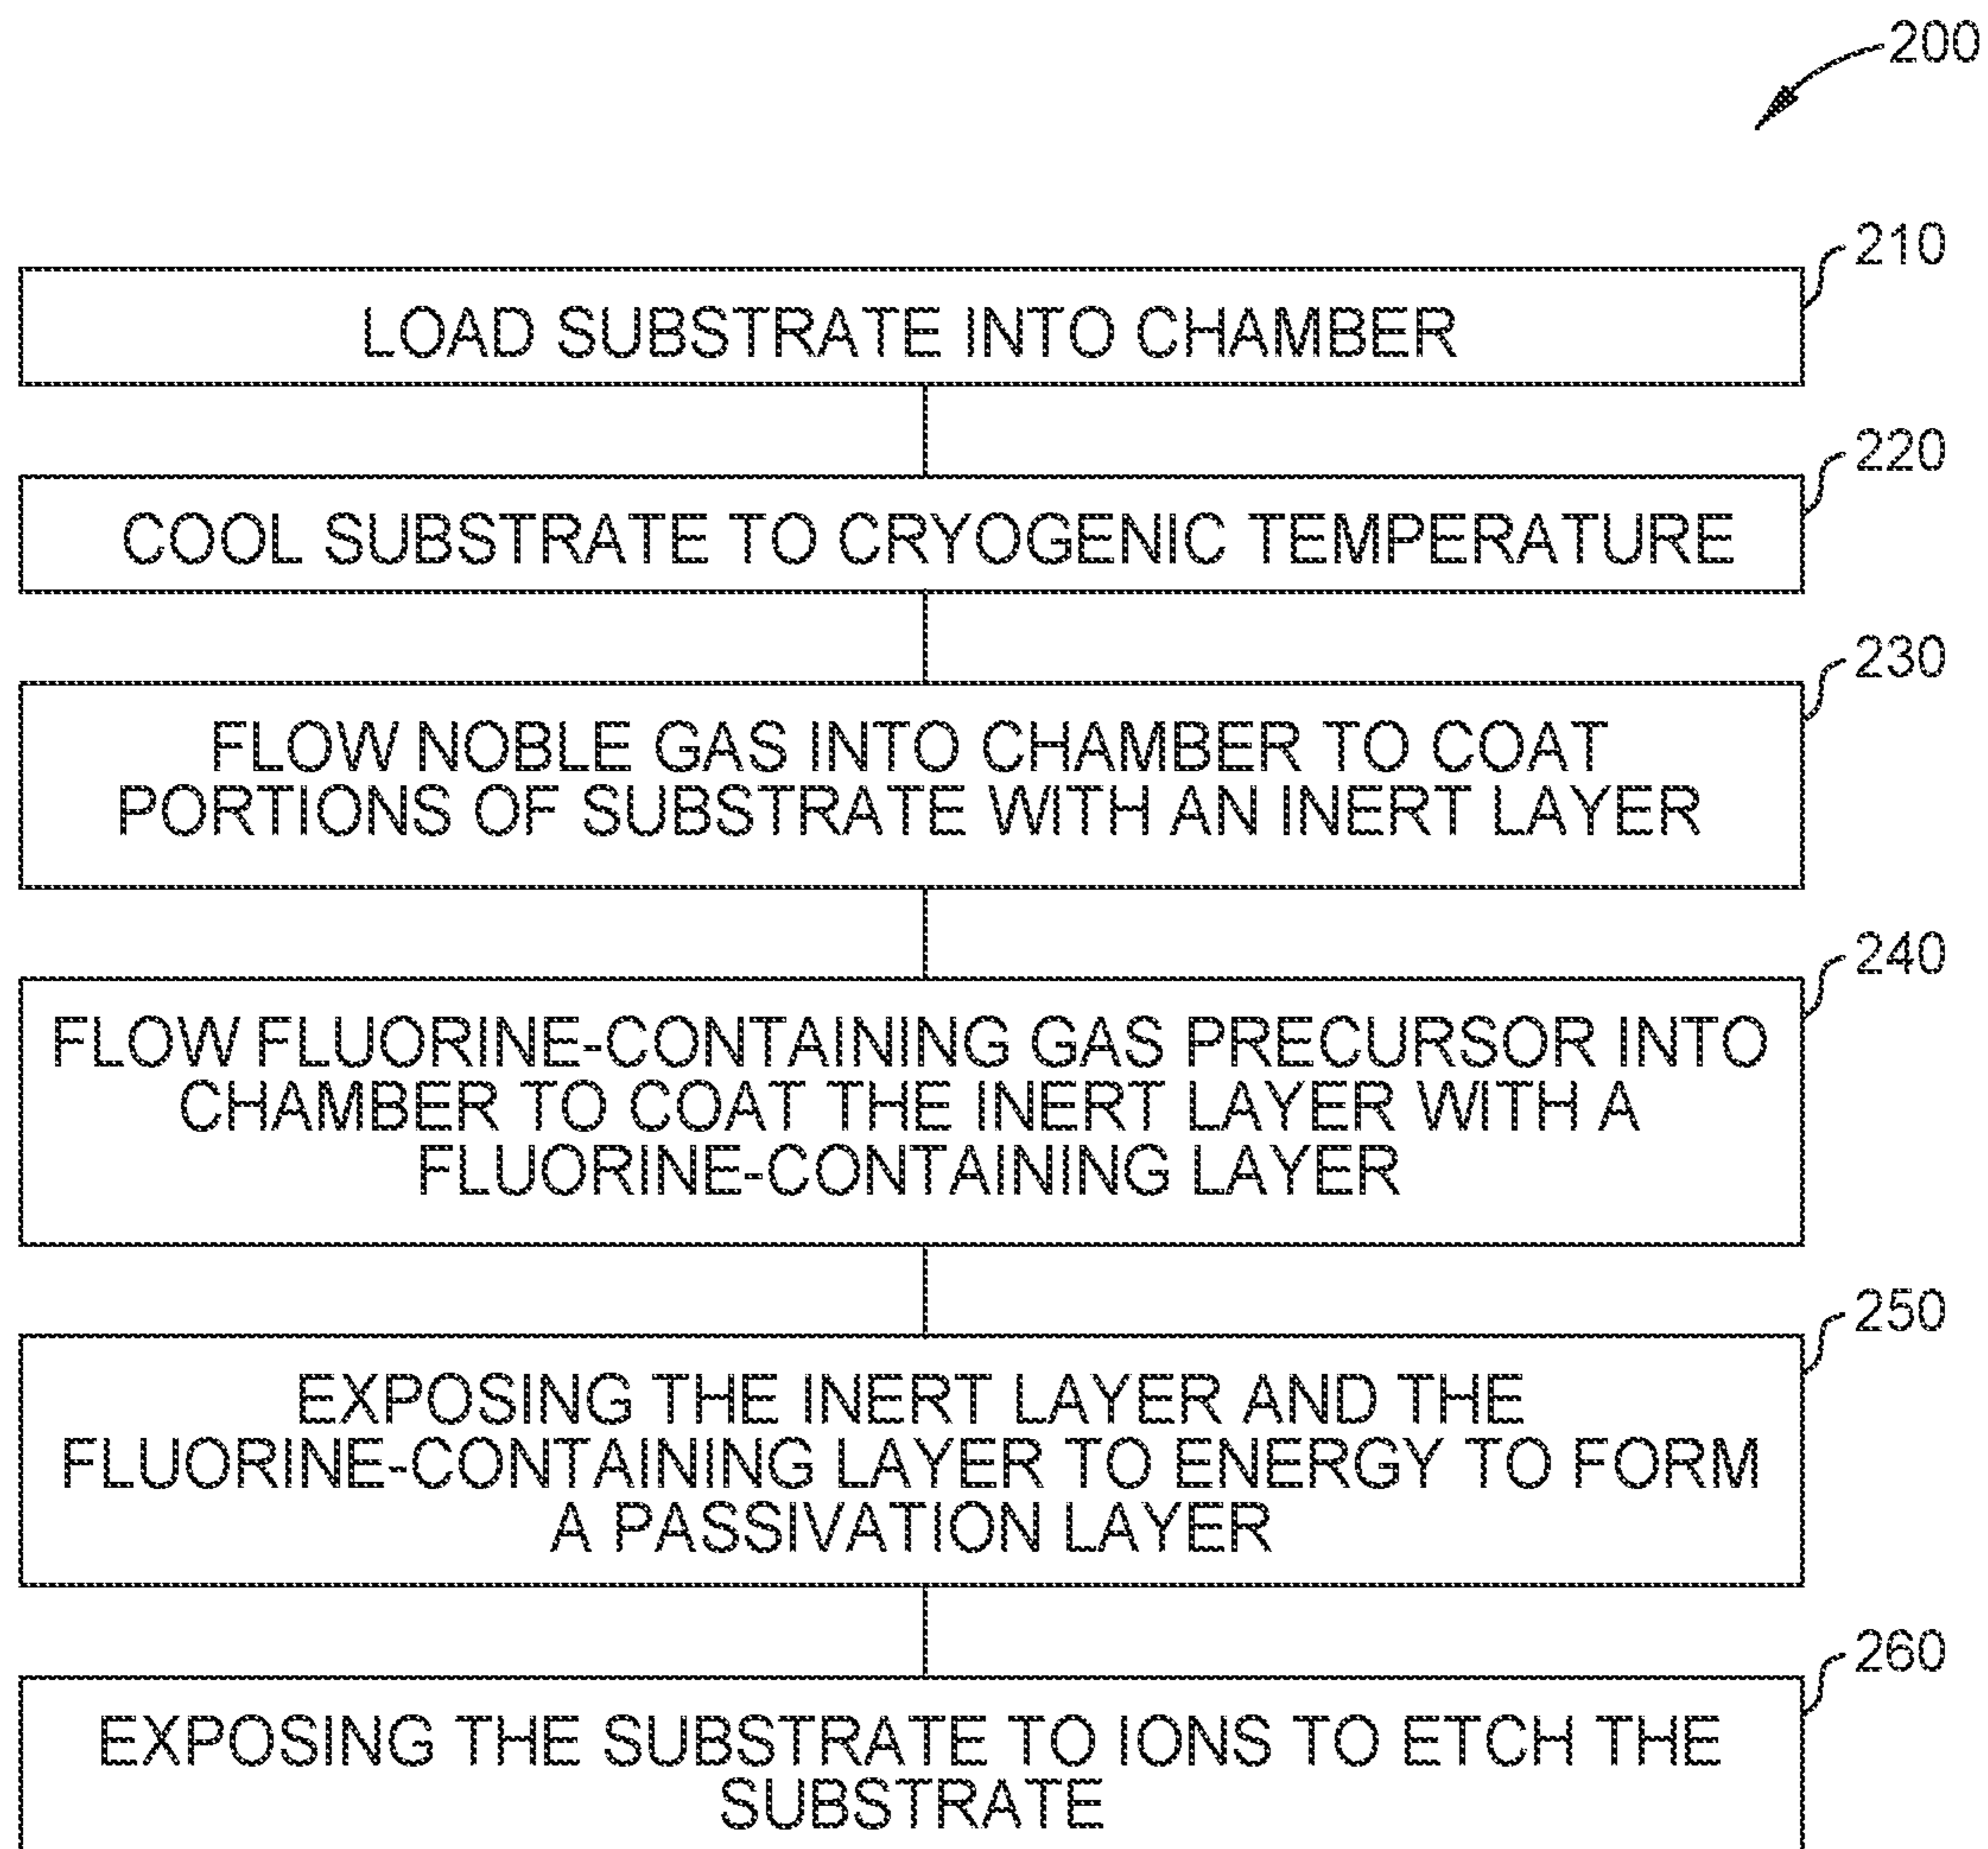 200
210
LOAD SUBSTRATE INTO CHAMBER
220
COOL SUBSTRATE TO CRYOGENIC TEMPERATURE
230
FLOW NOBLE GAS INTO CHAMBER TO COAT
PORTIONS OF SUBSTRATE WITH AN INERT LAYER
240
FLOW FLUORINE-CONTAINING GAS PRECURSOR INTO
CHAMBER TO COAT THE INERT LAYER WITH A
FLUORINE-CONTAINING LAYER
250
EXPOSING THE INERT LAYER AND THE
FLUORINE-CONTAINING LAYER TO ENERGY TO FORM
A PASSIVATION LAYER
260
EXPOSING THE SUBSTRATE TO IONS TO ETCH THE
SUBSTRATE